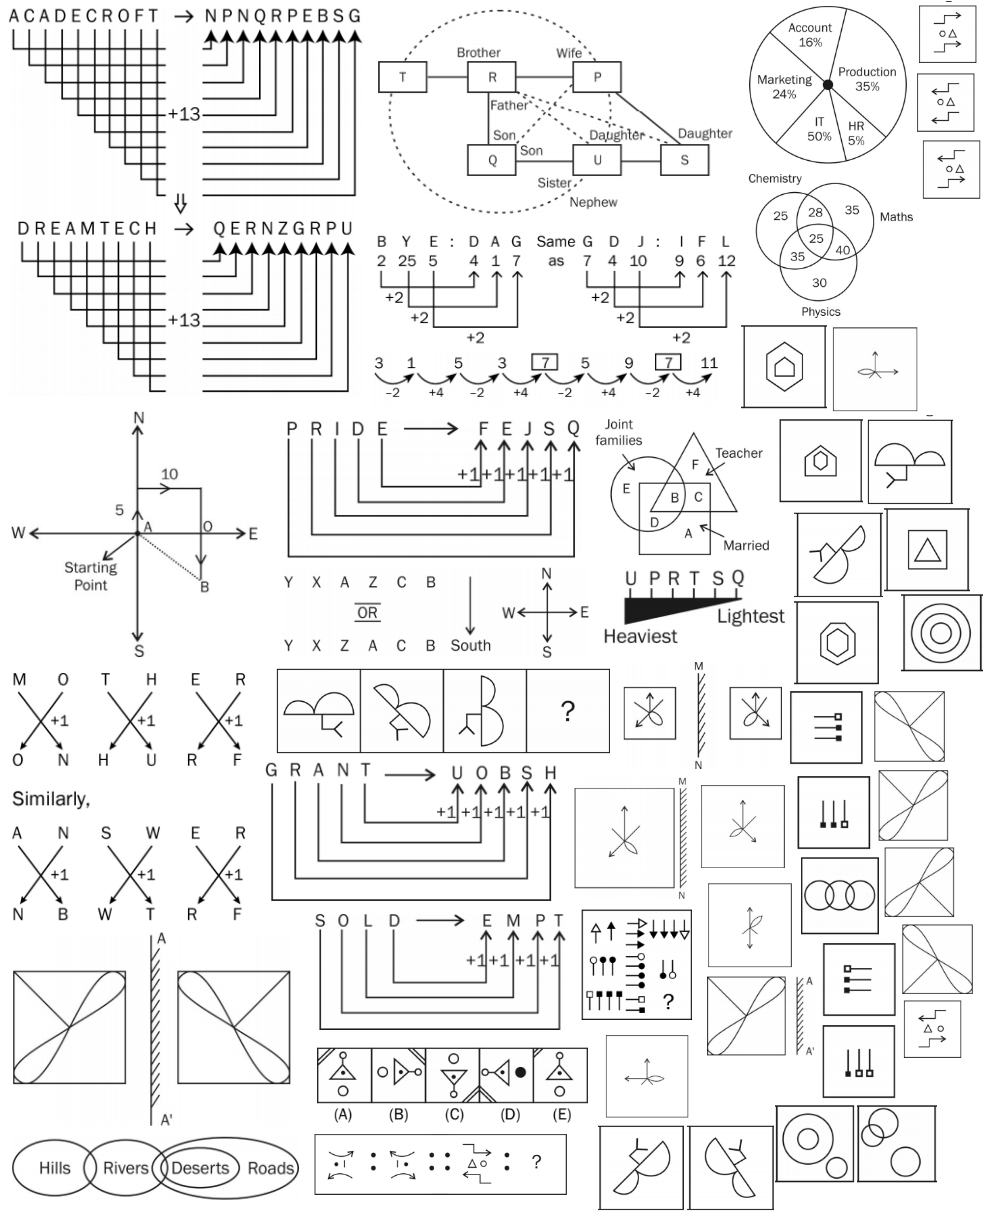 A C A D E C R O F T → N P N Q R P E B S G
+13
D R E A M T E C H → Q E R N Z G R P U
+13
Brother
Wife
T R P
Father
Son
Daughter
Daughter
Son
Q U S
Sister
Nephew
Account
16%
Production
35%
Marketing
24%
IT
50%
HR
5%
Chemistry
25 28 35
Maths
25
35 40
30
Physics
B Y E : D A G Same G D J : I F L
2 25 5 4 1 7 as 7 4 10 9 6 12
+2 +2
+2 +2
+2 +2
3 1 5 3 7 5 9 7 11
–2 +4 –2 +4 –2 +4 –2 +4
N
10
5
W A O E
Starting
Point
B
S
P R I D E F E J S Q
+1 +1 +1 +1 +1
Joint
families
Teacher
F
E
B C
D
A
Married
Y X A Z C B
OR
Y X Z A C B South
N
W E
S
U P R T S Q
Lightest
Heaviest
M O T H E R
+1 +1 +1
O N H U R F
?
M
N
Similarly,
A N S W E R
+1 +1 +1
N B W T R F
G R A N T U O B S H
+1 +1 +1 +1 +1
M
N
S O L D E M P T
+1 +1 +1 +1
?
A
A'
A
A'
(A) (B) (C) (D) (E)
Hills Rivers Deserts Roads
: : : : ?